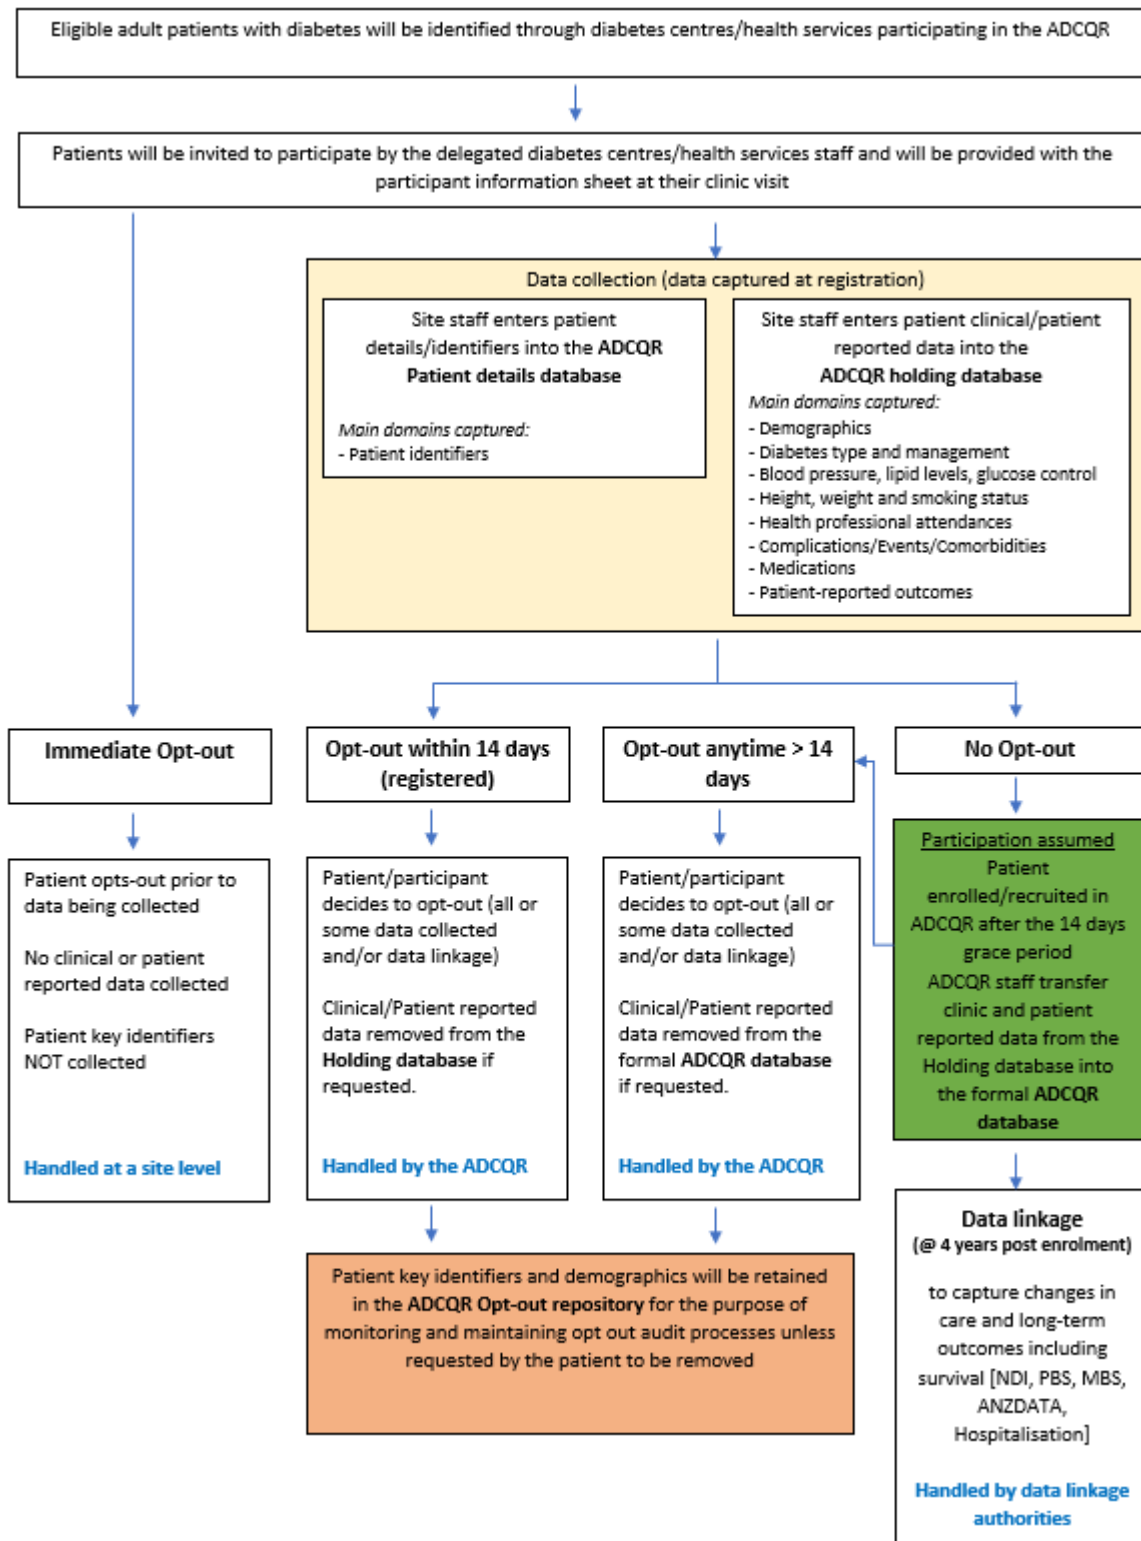 Eligible adult patients with diabetes will be identified through diabetes centres/health services participating in the ADCQR
Patients will be invited to participate by the delegated diabetes centres/health services staff and will be provided with the
participant information sheet at their clinic visit
Data collection (data captured at registration)
Site staff enters patient
details/identifiers into the ADCQR
Patient details database
Main domains captured:
- Patient identifiers
Site staff enters patient clinical/patient
reported data into the
ADCQR holding database
Main domains captured:
- Demographics
- Diabetes type and management
- Blood pressure, lipid levels, glucose control
- Height, weight and smoking status
- Health professional attendances
- Complications/Events/Comorbidities
- Medications
- Patient-reported outcomes
Immediate Opt-out
Patient opts-out prior to
data being collected
No clinical or patient
reported data collected
Patient key identifiers
NOT collected
Handled at a site level
Opt-out within 14 days
(registered)
Patient/participant
decides to opt-out (all or
some data collected
and/or data linkage)
Clinical/Patient reported
data removed from the
Holding database if
requested.
Handled by the ADCQR
Opt-out anytime > 14
days
Patient/participant
decides to opt-out (all or
some data collected
and/or data linkage)
Clinical/Patient reported
data removed from the
formal ADCQR database
if requested.
Handled by the ADCQR
No Opt-out
Participation assumed
Patient
enrolled/recruited in
ADCQR after the 14 days
grace period
ADCQR staff transfer
clinic and patient
reported data from the
Holding database into
the formal ADCQR
database
Patient key identifiers and demographics will be retained
in the ADCQR Opt-out repository for the purpose of
monitoring and maintaining opt out audit processes unless
requested by the patient to be removed
Data linkage
(@ 4 years post enrolment)
to capture changes in
care and long-term
outcomes including
survival [NDI, PBS, MBS,
ANZDATA,
Hospitalisation]
Handled by data linkage
authorities